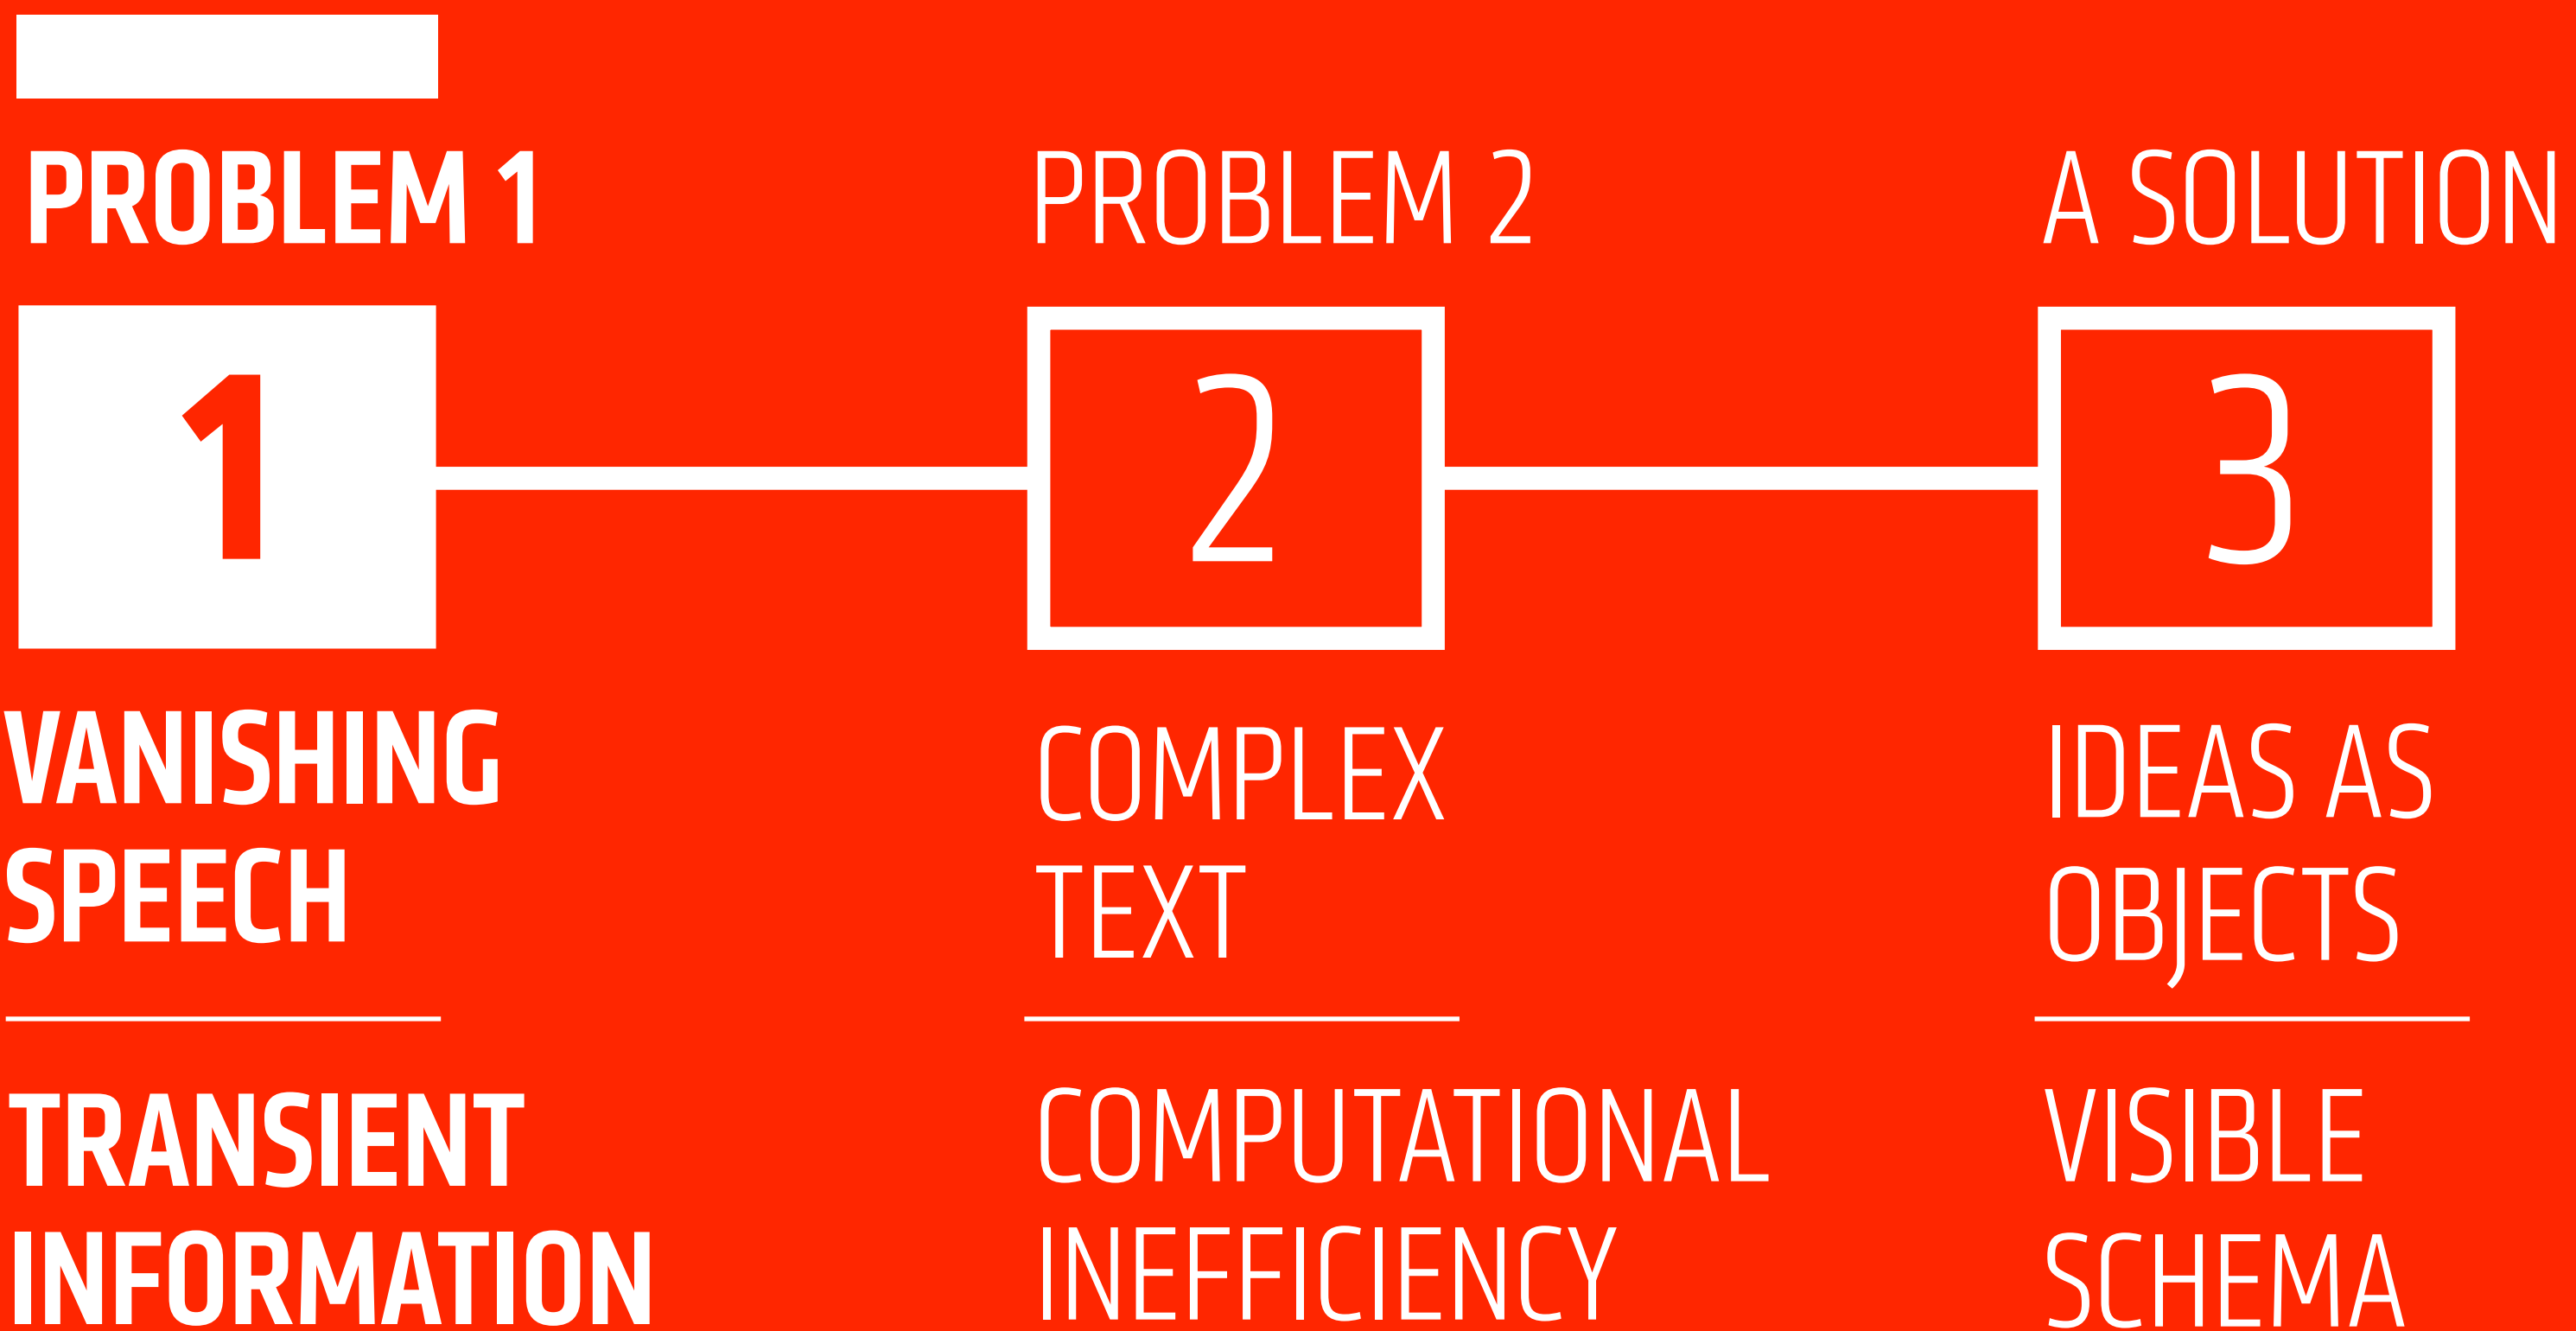 PROBLEM 1
1
VANISHING
SPEECH
TRANSIENT
INFORMATION
PROBLEM 2
2
COMPLEX
TEXT
COMPUTATIONAL
INEFFICIENCY
A SOLUTION
3
IDEAS AS
OBJECTS
VISIBLE
SCHEMA